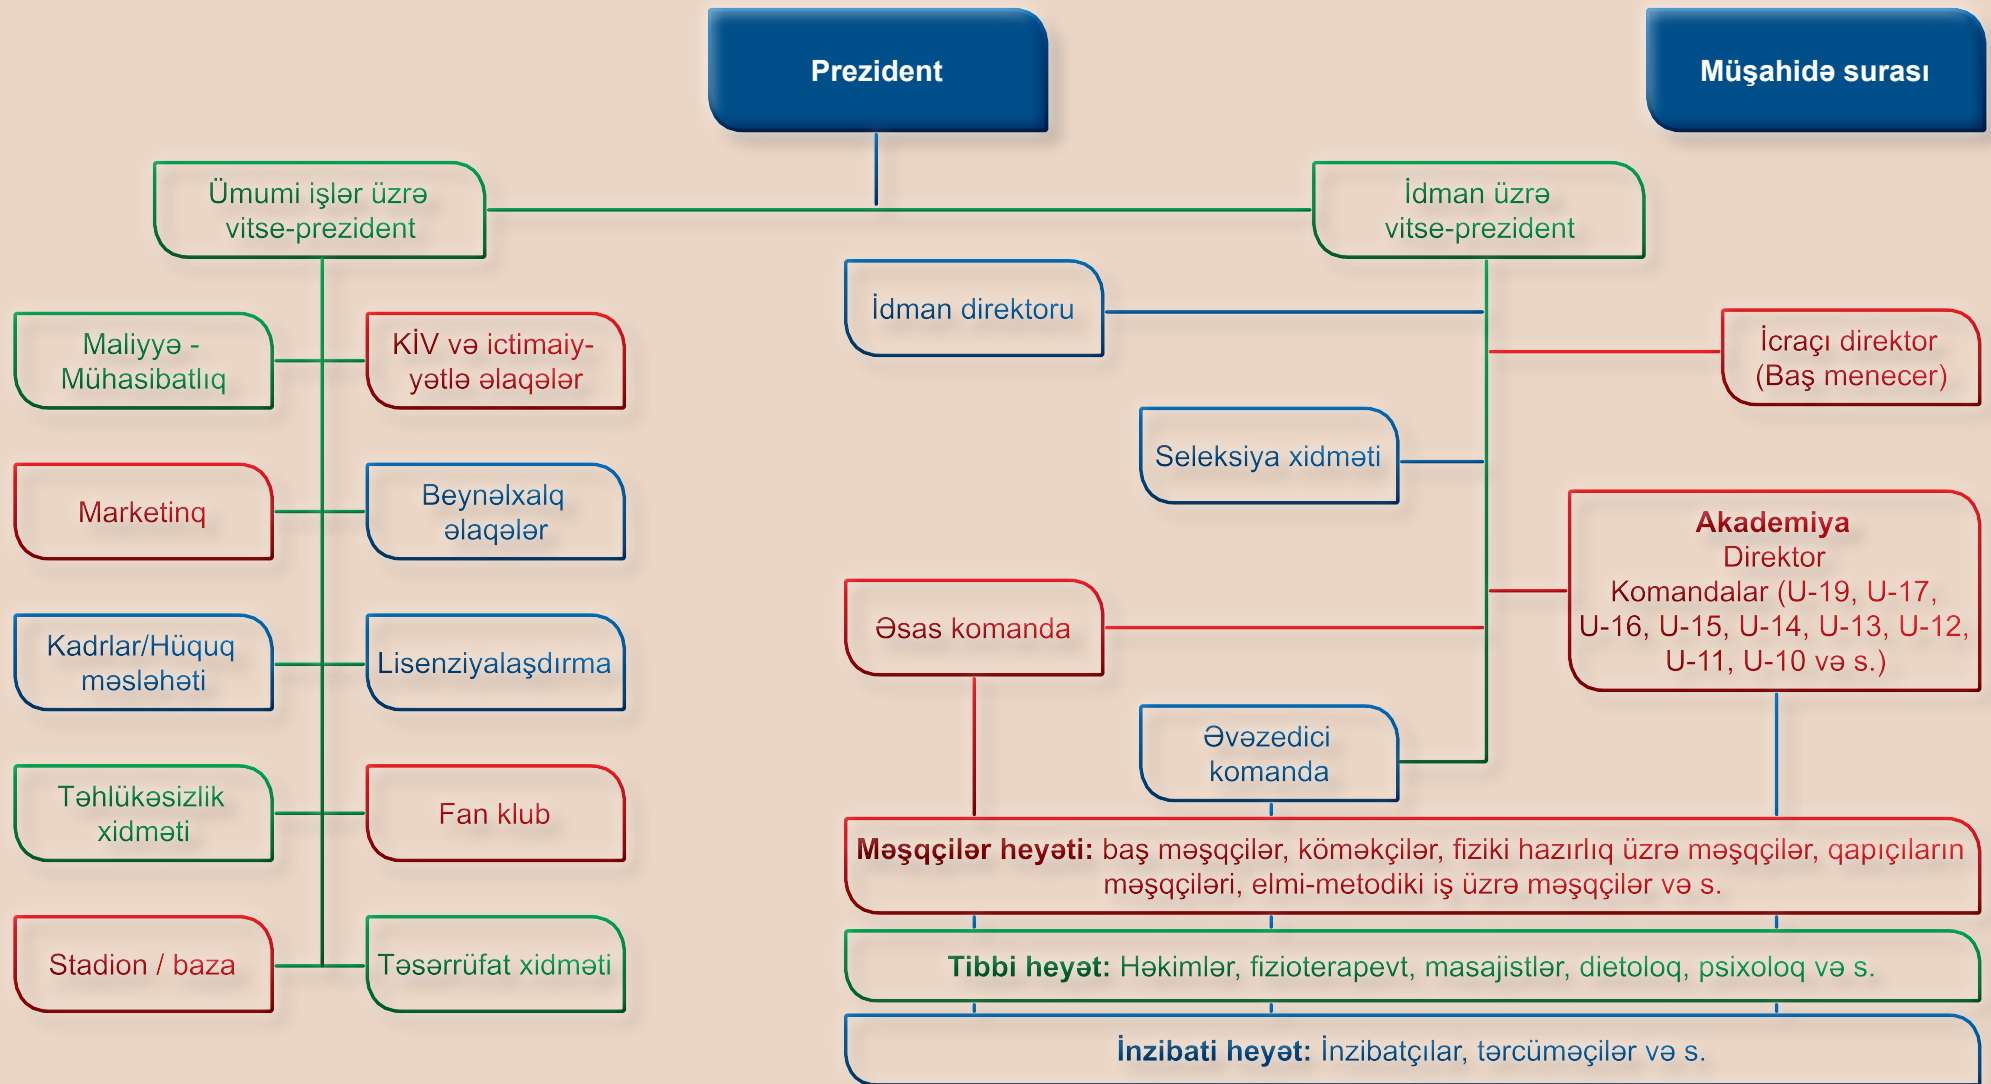 Prezident
Müşahidə surası
Ümumi işlər üzrə
vitse-prezident
İdman üzrə
vitse-prezident
Maliyyə -
Mühasibatlıq
KİV və ictimaiy-
yətlə əlaqələr
Marketinq
Beynəlxalq
əlaqələr
Kadrlar/Hüquq
məsləhəti
Lisenziyalaşdırma
Təhlükəsizlik
xidməti
Fan klub
Stadion / baza
Təsərrüfat xidməti
İdman direktoru
İcraçı direktor
(Baş menecer)
Seleksiya xidməti
Akademiya
Direktor
Komandalar (U-19, U-17,
U-16, U-15, U-14, U-13, U-12,
U-11, U-10 və s.)
Əsas komanda
Əvəzedici
komanda
Məşqçilər heyəti: baş məşqçilər, köməkçilər, fiziki hazırlıq üzrə məşqçilər, qapıçıların
məşqçiləri, elmi-metodiki iş üzrə məşqçilər və s.
Tibbi heyət: Həkimlər, fizioterapevt, masajistlər, dietoloq, psixoloq və s.
İnzibati heyət: İnzibatçılar, tərcüməçilər və s.